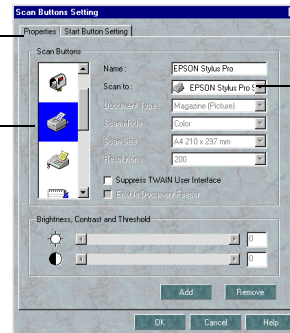 Scan Buttons Setting
Properties Start Button Setting
Scan Buttons
Name : EPSON Stylus Pro
Scan to : EPSON Stylus Pro S
Document Type : Magazine (Picture)
Scan Mode : Color
Scan Size A4 210 x 297 mm
Resolution : 200
Suppress TWAIN User Interface
Enable Document Feeder
Brightness, Contrast and Threshold
0
0
Add Remove
OK Cancel Help